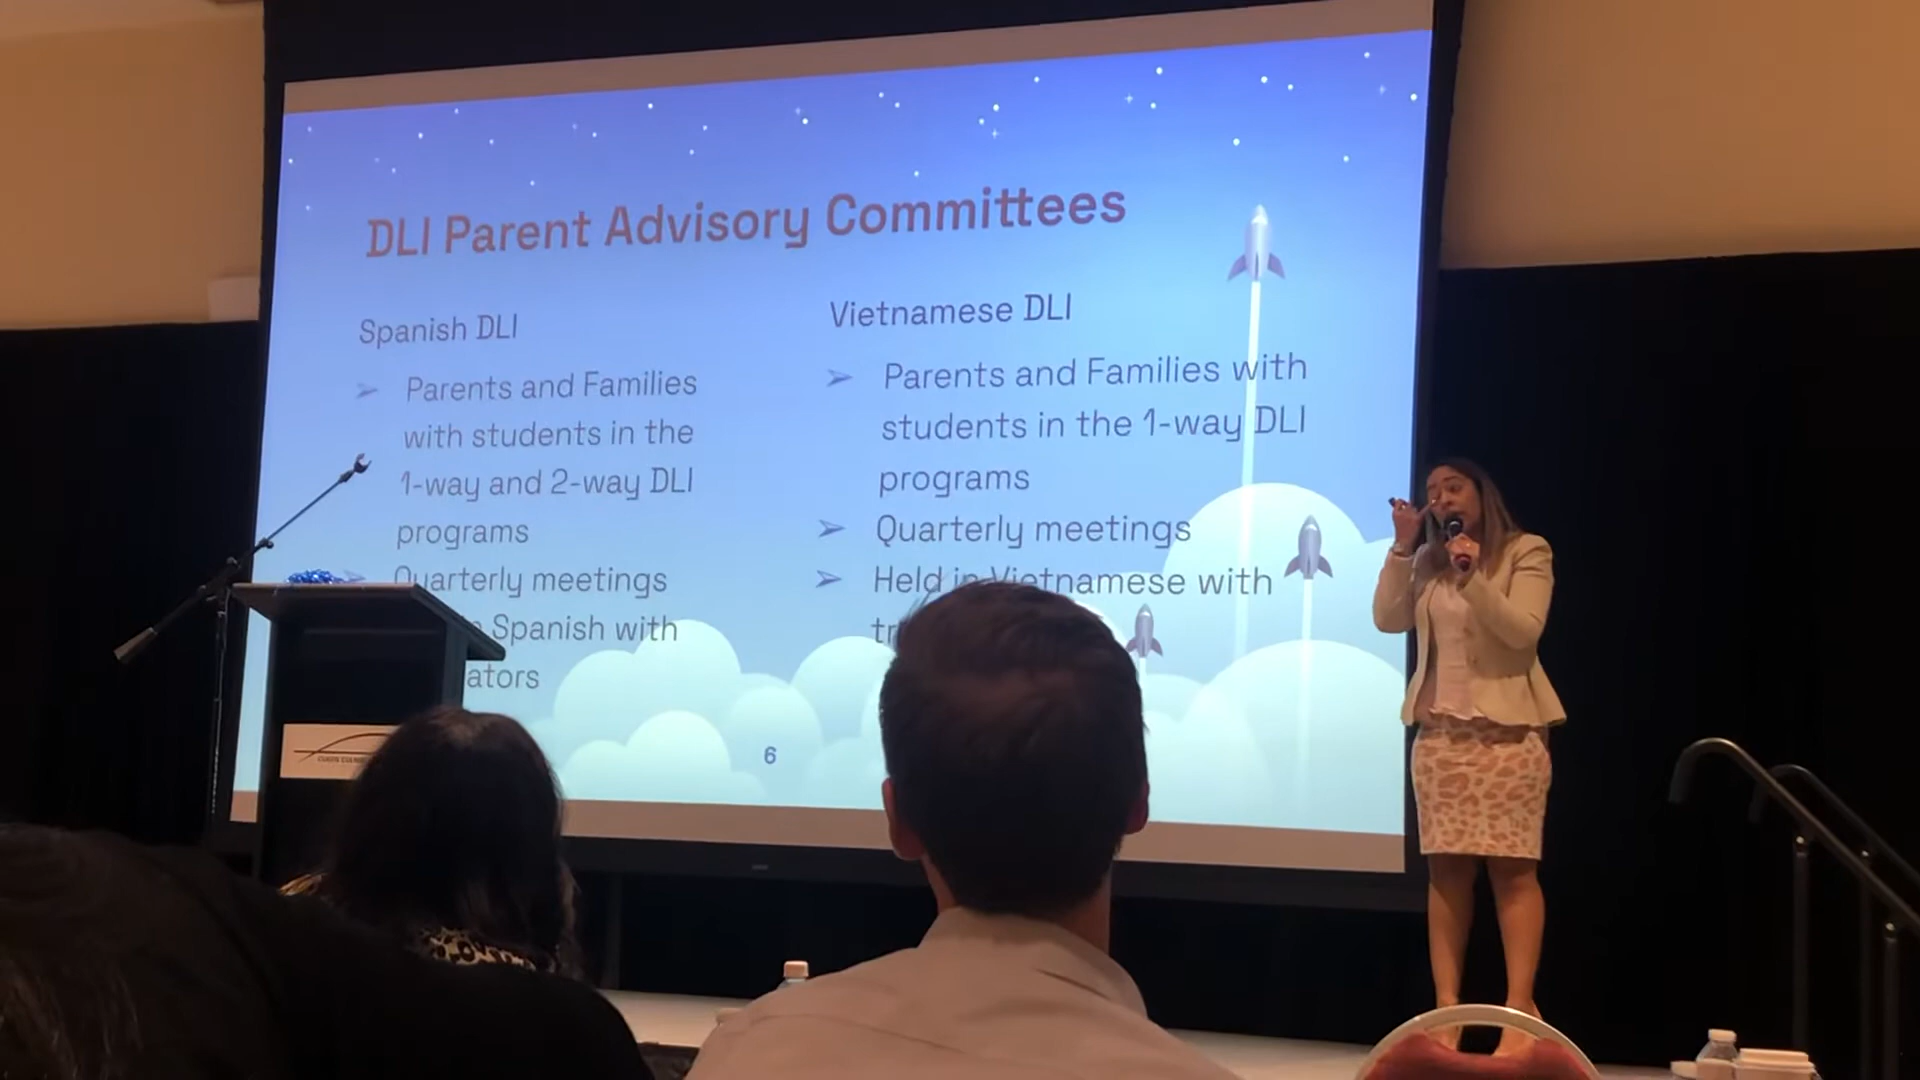 DLI Parent Advisory Committees
Spanish DLI
➢ Parents and Families
with students in the
1-way and 2-way DLI
programs
➢ Quarterly meetings
Spanish with
ators
Vietnamese DLI
➢ Parents and Families with
students in the 1-way DLI
programs
➢ Quarterly meetings
➢ Held in Vietnamese with
tr
6